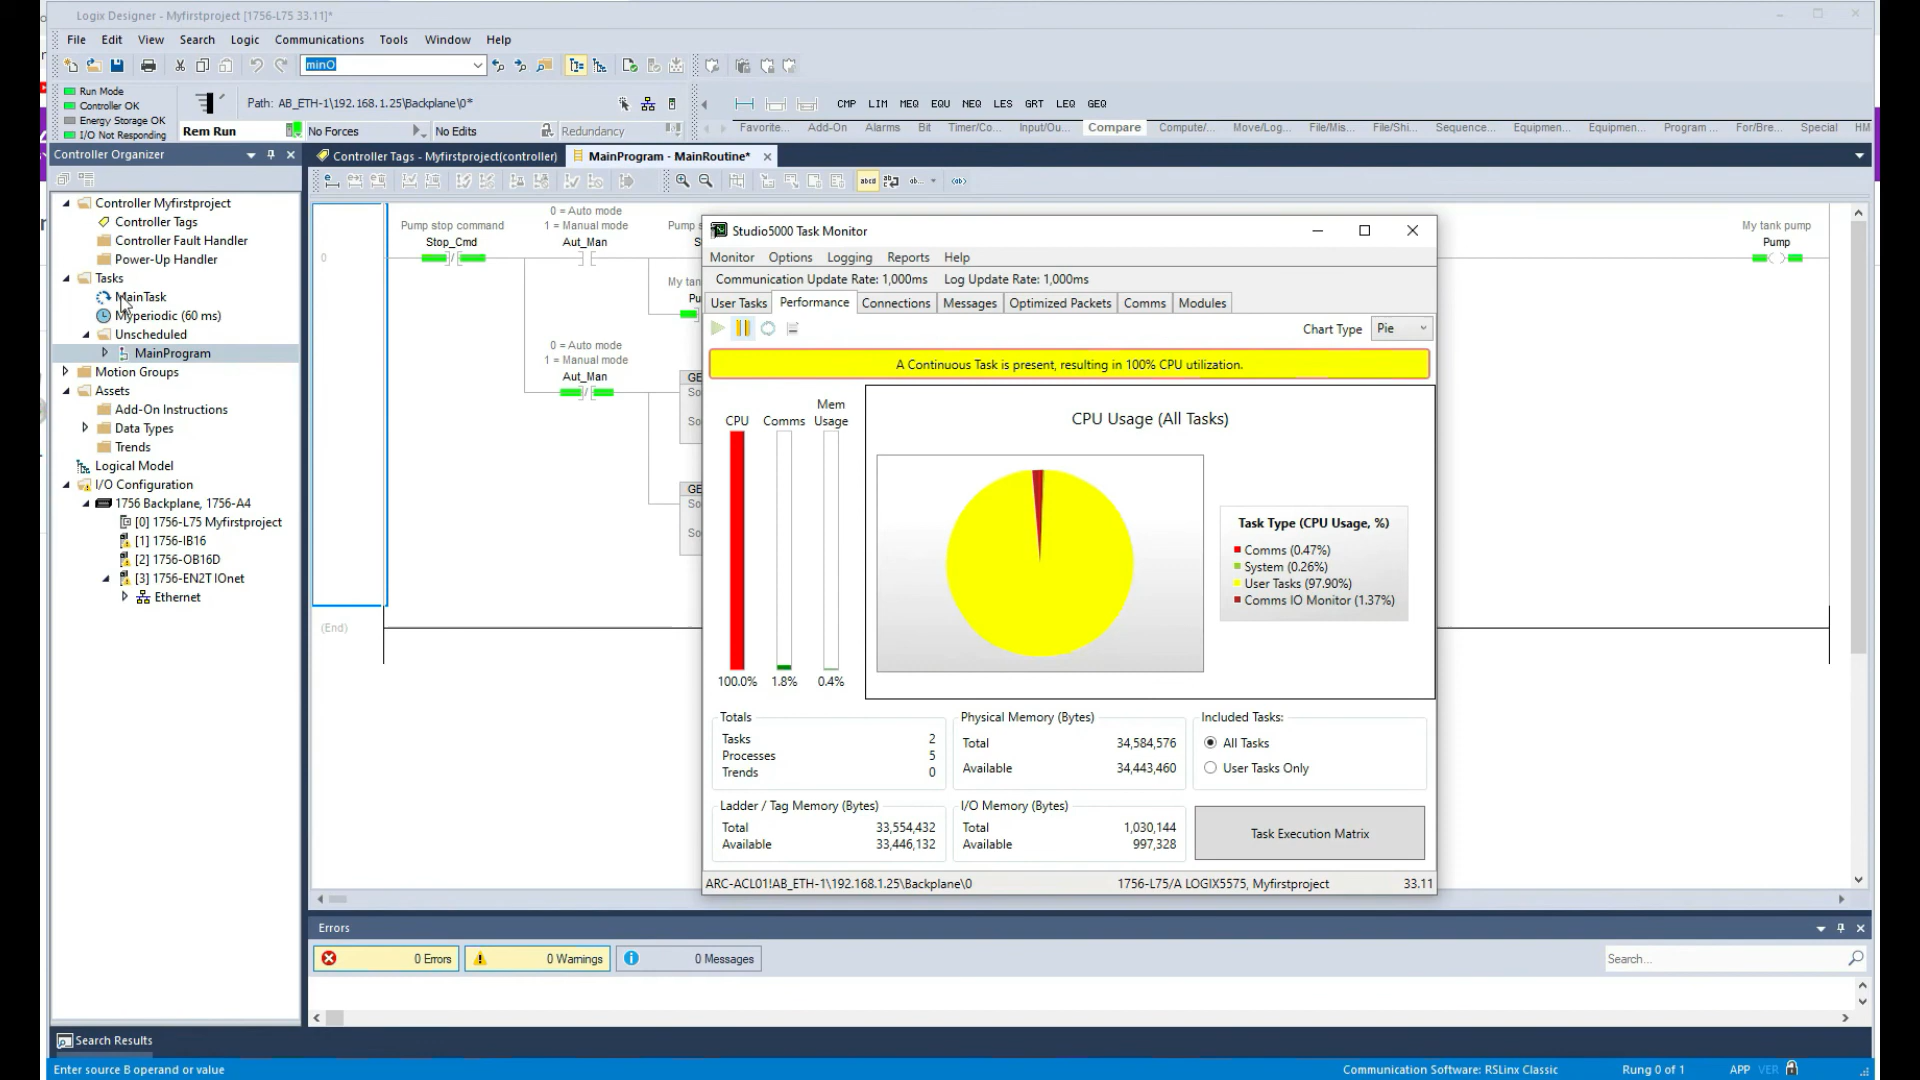 Logix Designer - Myfirstproject [1756-L75 33.11]*
File Edit View Search Logic Communications Tools Window Help
minO
Run Mode
Controller OK
Energy Storage OK
I/O Not Responding
Path: AB_ETH-1\192.168.1.25\Backplane\0*
Rem Run
No Forces
No Edits
Redundancy
CMP LIM MEQ EQU NEQ LES GRT LEQ GEQ
Favorite... Add-On Alarms Bit Timer/Co... Input/Ou... Compare Compute/... Move/Log... File/Mis... File/Shi... Sequence... Equipmen... Equipmen... Program ... For/Bre... Special HM
Controller Organizer
Controller Tags - Myfirstproject(controller)
MainProgram - MainRoutine*
Controller Myfirstproject
Controller Tags
Controller Fault Handler
Power-Up Handler
Tasks
MainTask
Myperiodic (60 ms)
Unscheduled
MainProgram
Motion Groups
Assets
Add-On Instructions
Data Types
Trends
Logical Model
I/O Configuration
1756 Backplane, 1756-A4
[0] 1756-L75 Myfirstproject
[1] 1756-IB16
[2] 1756-OB16D
[3] 1756-EN2T IOnet
Ethernet
0
Pump stop command
Stop_Cmd
0 = Auto mode
1 = Manual mode
Aut_Man
Pump s
S
My tan
Pu
0 = Auto mode
1 = Manual mode
Aut_Man
GE
So
So
GE
So
So
My tank pump
Pump
(End)
Studio5000 Task Monitor
Monitor Options Logging Reports Help
Communication Update Rate: 1,000ms Log Update Rate: 1,000ms
User Tasks Performance Connections Messages Optimized Packets Comms Modules
Chart Type Pie
A Continuous Task is present, resulting in 100% CPU utilization.
CPU Comms Mem Usage
100.0% 1.8% 0.4%
CPU Usage (All Tasks)
Task Type (CPU Usage, %)
Comms (0.47%)
System (0.26%)
User Tasks (97.90%)
Comms IO Monitor (1.37%)
Totals
Tasks 2
Processes 5
Trends 0
Physical Memory (Bytes)
Total 34,584,576
Available 34,443,460
Included Tasks:
All Tasks
User Tasks Only
Ladder / Tag Memory (Bytes)
Total 33,554,432
Available 33,446,132
I/O Memory (Bytes)
Total 1,030,144
Available 997,328
Task Execution Matrix
ARC-ACL01!AB_ETH-1\192.168.1.25\Backplane\0 1756-L75/A LOGIX5575, Myfirstproject 33.11
Errors
0 Errors
0 Warnings
0 Messages
Search...
Search Results
Enter source B operand or value
Communication Software: RSLinx Classic
Rung 0 of 1
APP VER